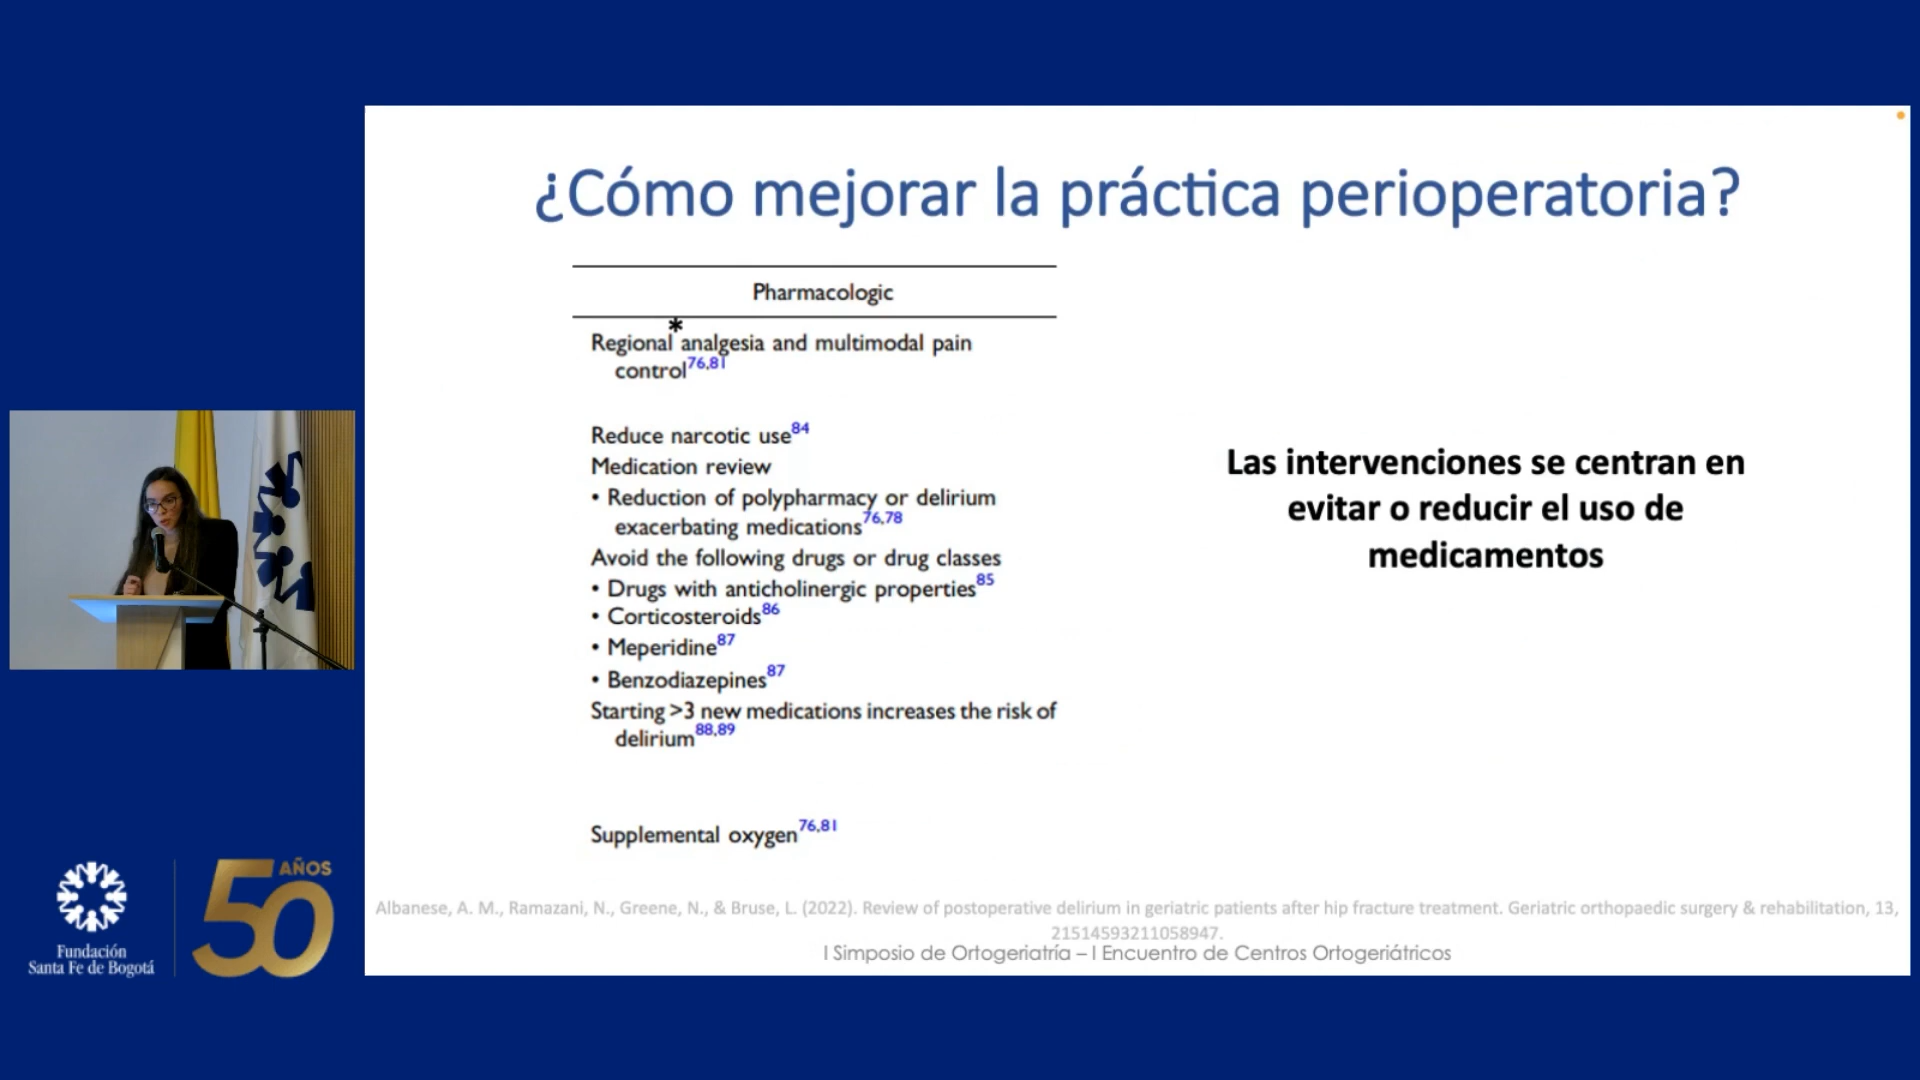 ¿Cómo mejorar la práctica perioperatoria?
Pharmacologic
*
Regional analgesia and multimodal pain
control76,81
Reduce narcotic use84
Medication review
• Reduction of polypharmacy or delirium
exacerbating medications76,78
Avoid the following drugs or drug classes
• Drugs with anticholinergic properties85
• Corticosteroids86
• Meperidine87
• Benzodiazepines87
Starting >3 new medications increases the risk of
delirium88,89
Supplemental oxygen76,81
Las intervenciones se centran en
evitar o reducir el uso de
medicamentos
Albanese, A. M., Ramazani, N., Greene, N., & Bruse, L. (2022). Review of postoperative delirium in geriatric patients after hip fracture treatment. Geriatric orthopaedic surgery & rehabilitation, 13,
21514593211058947.
I Simposio de Ortogeriatría – I Encuentro de Centros Ortogeriátricos
50 AÑOS
Fundación
Santa Fe de Bogotá